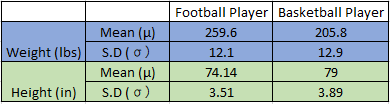 Football Player Basketball Player
Weight (lbs) Mean (μ) 259.6 205.8
S.D (σ) 12.1 12.9
Height (in) Mean (μ) 74.14 79
S.D (σ) 3.51 3.89